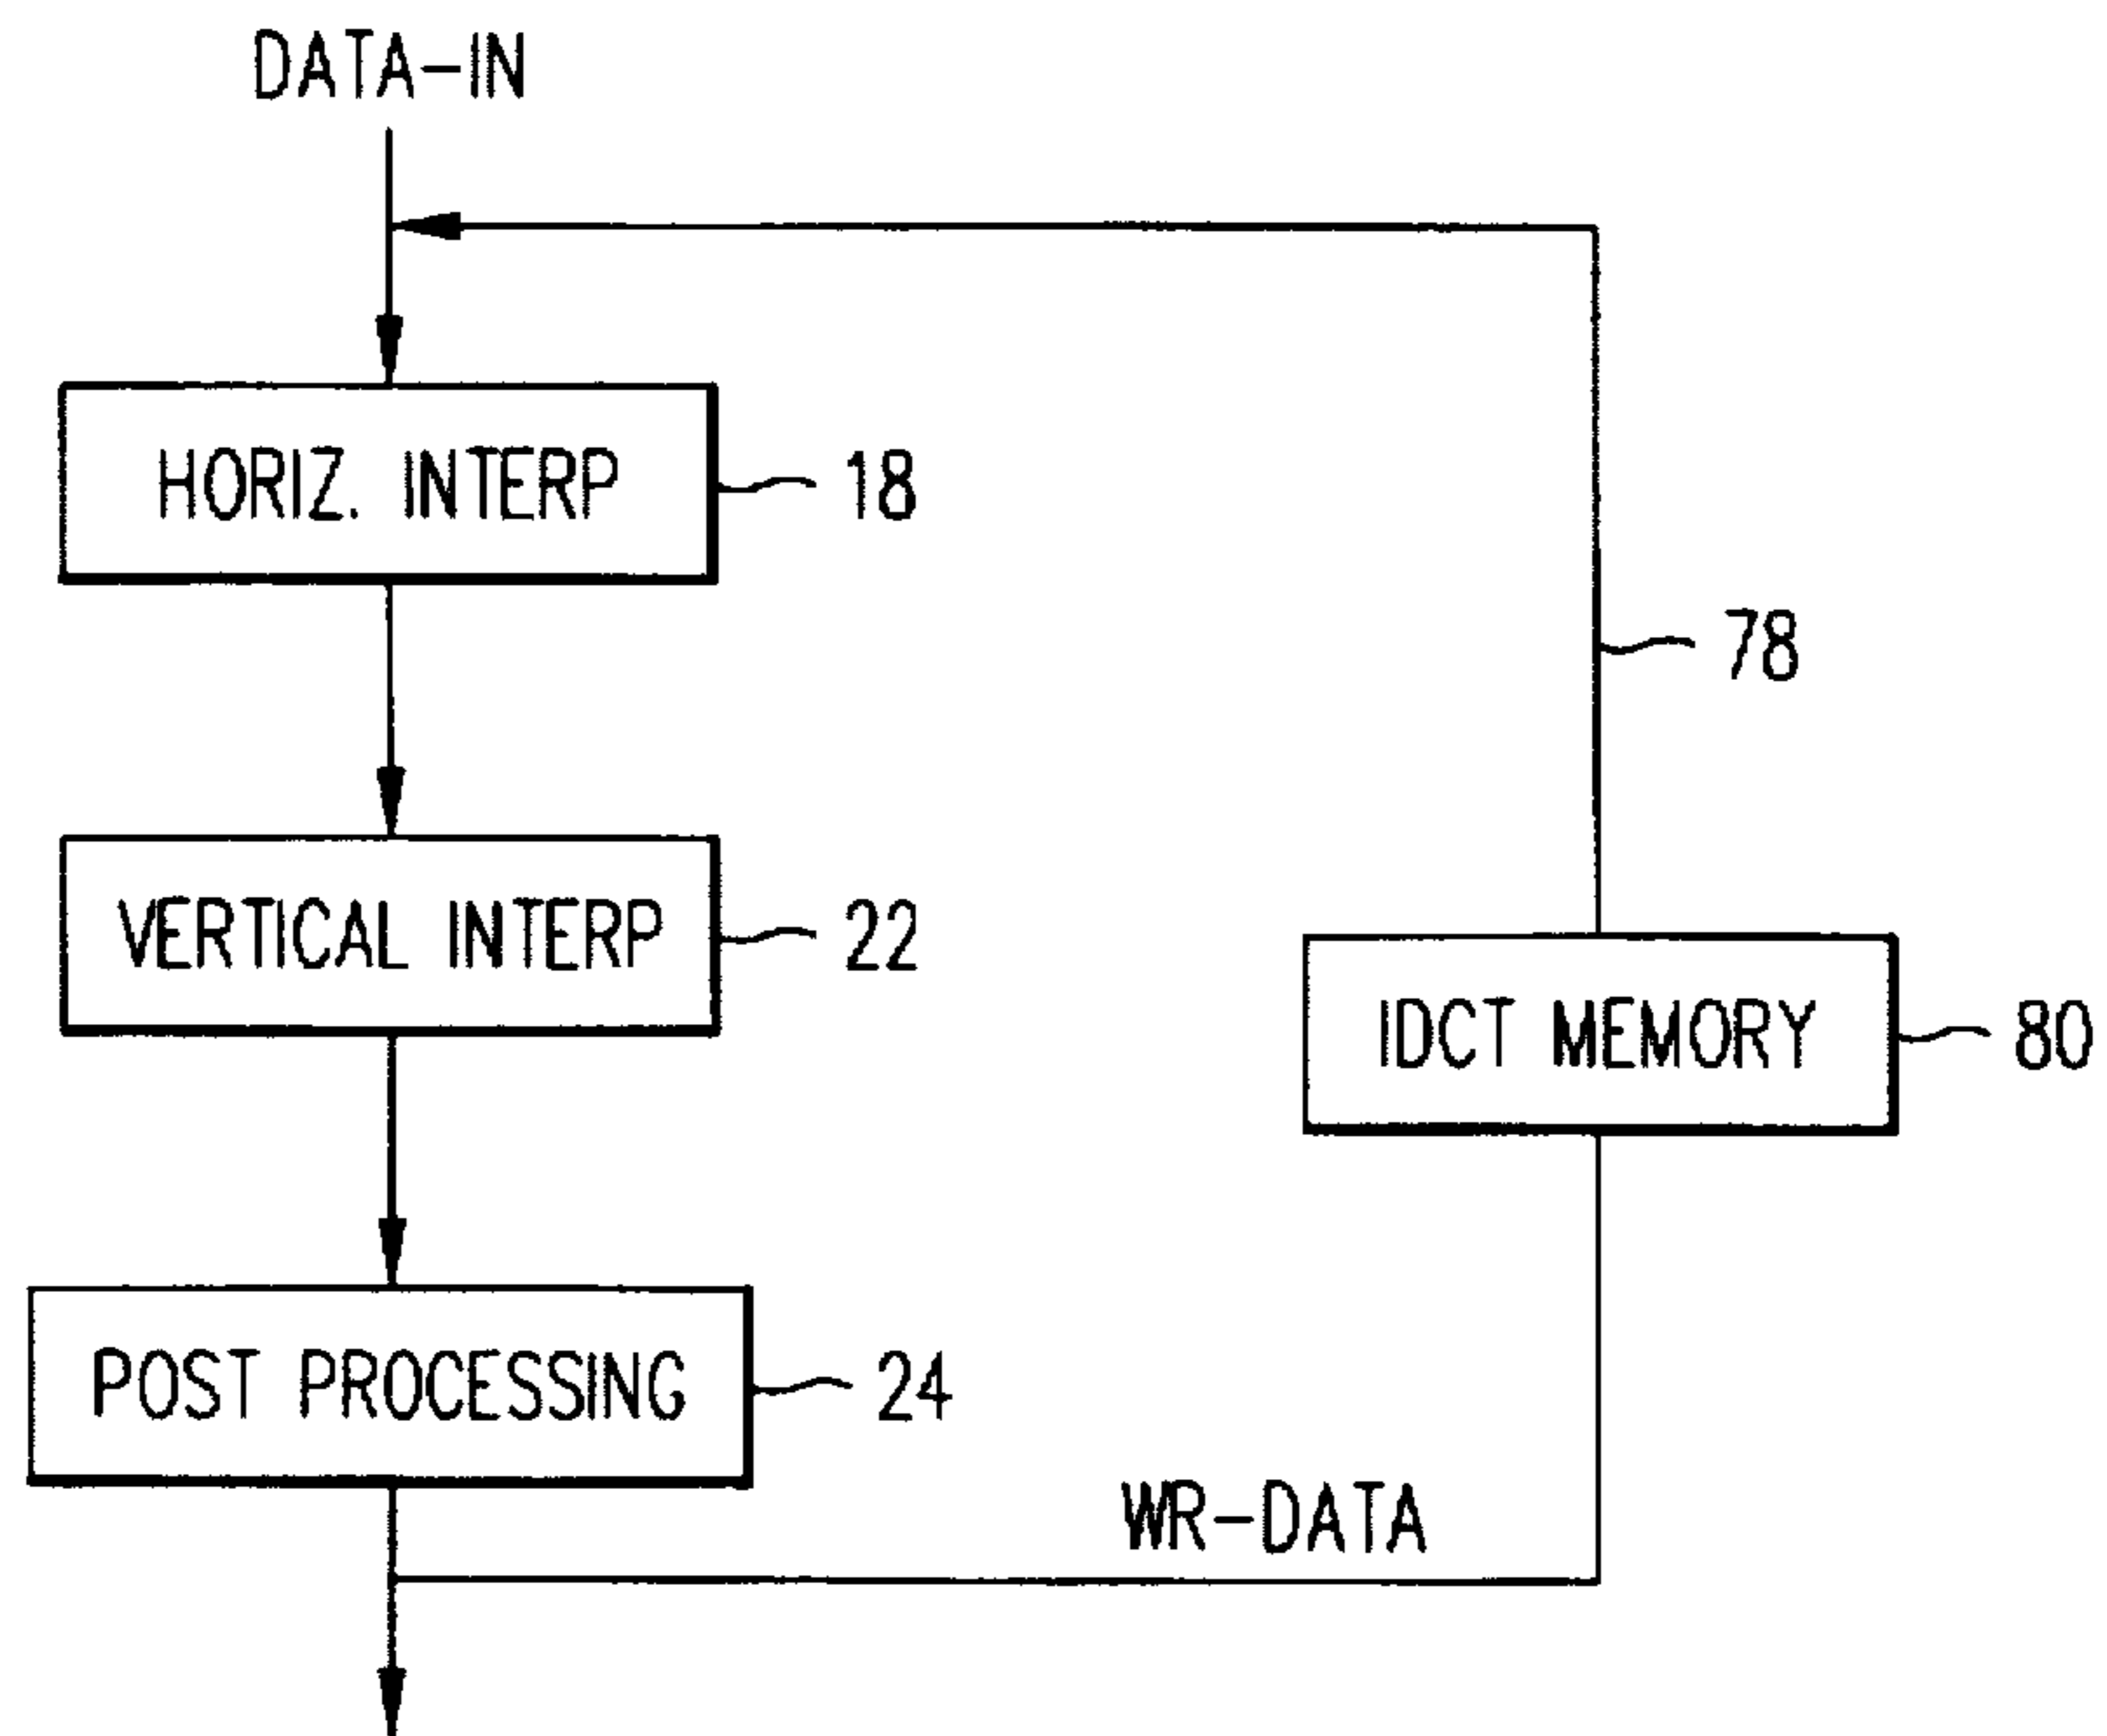 DATA-IN
HORIZ. INTERP
18
78
VERTICAL INTERP
22
IDCT MEMORY
80
POST PROCESSING
24
WR-DATA